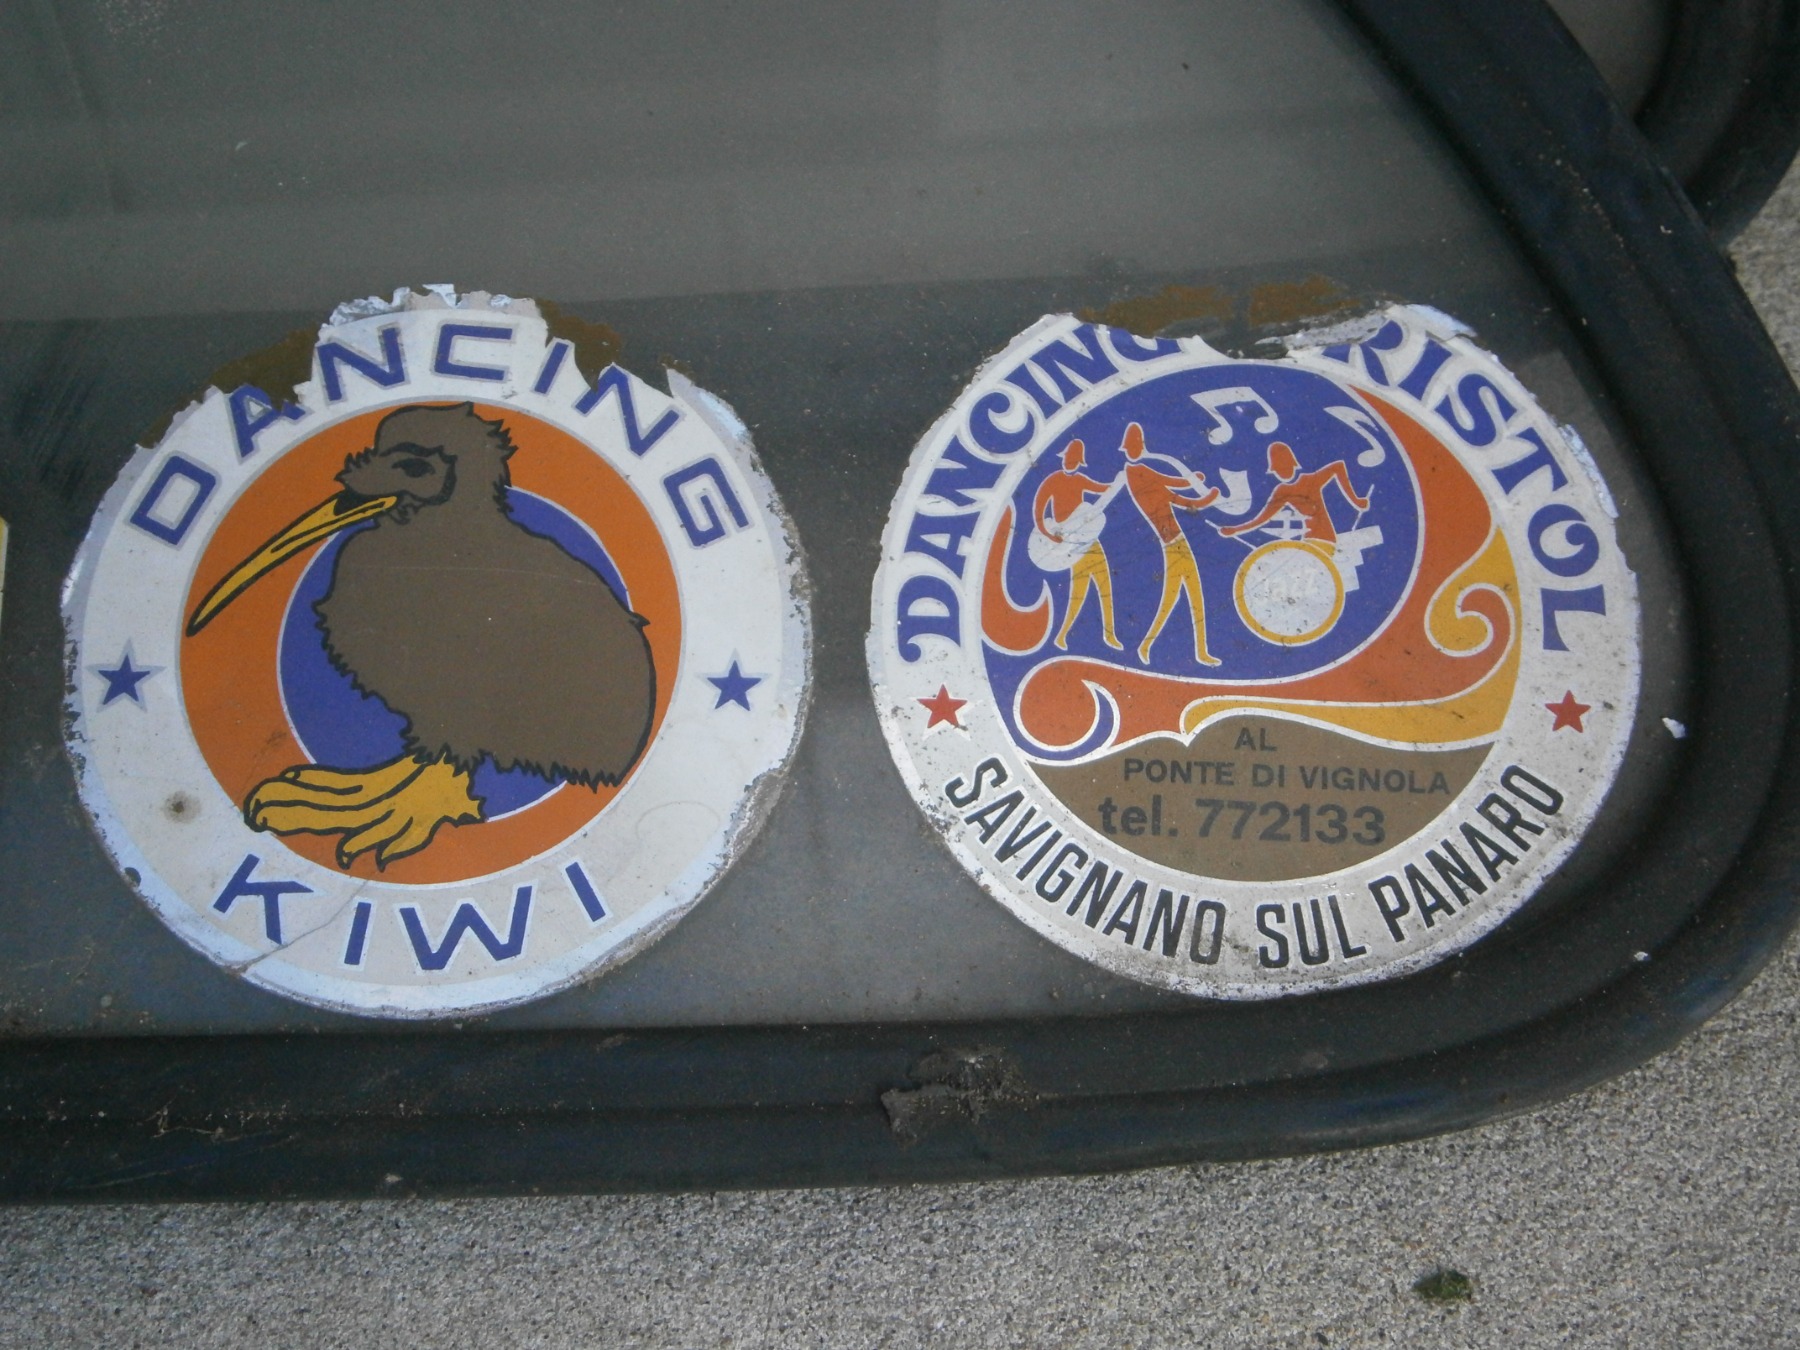 DANCING
KIWI
DANCING RISTOL
AL
PONTE DI VIGNOLA
tel. 772133
SAVIGNANO SUL PANARO